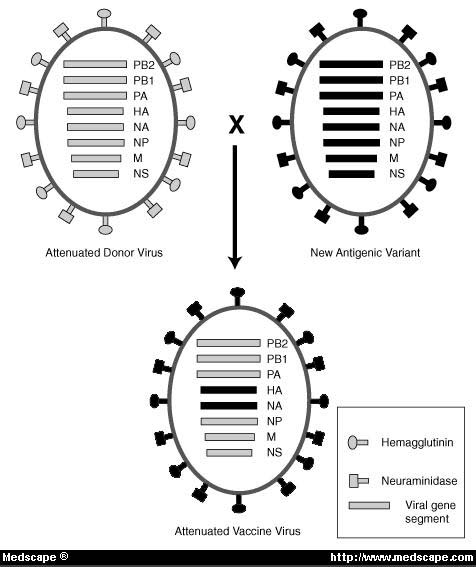 PB2
PB1
PA
HA
NA
NP
M
NS
X
PB2
PB1
PA
HA
NA
NP
M
NS
Attenuated Donor Virus
New Antigenic Variant
PB2
PB1
PA
HA
NA
NP
M
NS
Attenuated Vaccine Virus
Hemagglutinin
Neuraminidase
Viral gene
segment
Medscape ®
http://www.medscape.com